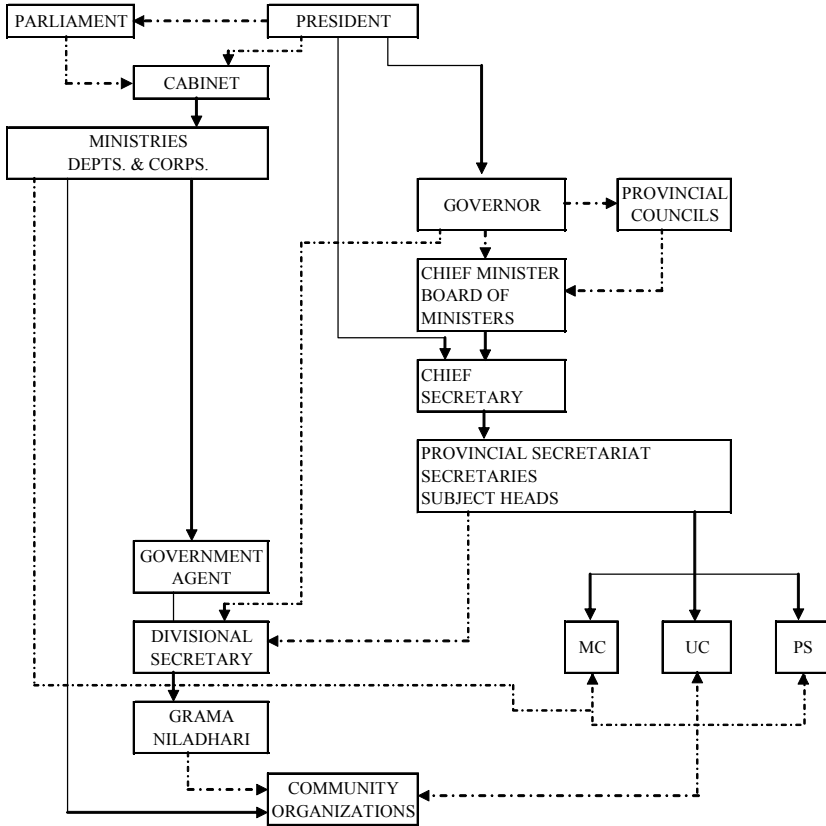 PARLIAMENT
PRESIDENT
CABINET
MINISTRIES
DEPTS. & CORPS.
GOVERNOR
PROVINCIAL
COUNCILS
CHIEF MINISTER
BOARD OF
MINISTERS
CHIEF
SECRETARY
PROVINCIAL SECRETARIAT
SECRETARIES
SUBJECT HEADS
GOVERNMENT
AGENT
DIVISIONAL
SECRETARY
MC
UC
PS
GRAMA
NILADHARI
COMMUNITY
ORGANIZATIONS